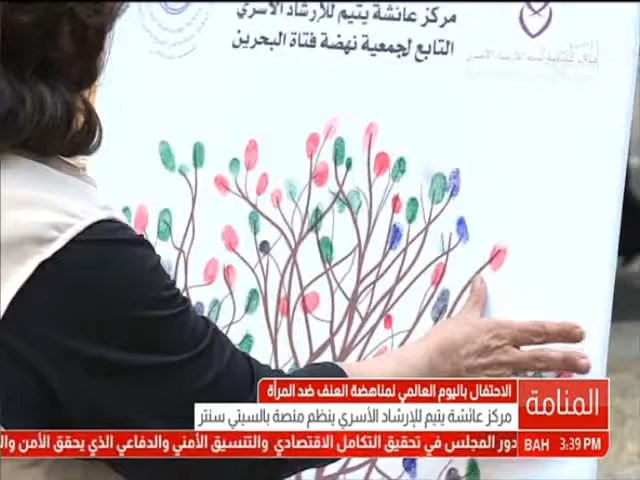 مركز عائشة يتيم للإرشاد الأسري
التابع لجمعية نهضة فتاة البحرين
الاحتفال باليوم العالمي لمناهضة العنف ضد المرأة
المنامة
مركز عائشة يتيم للإرشاد الأسري ينظم منصة بالسيتي سنتر
BAH 3:39 PM
دور المجلس في تحقيق التكامل الاقتصادي والتنسيق الأمني والدفاعي الذي يحقق الأمن وال